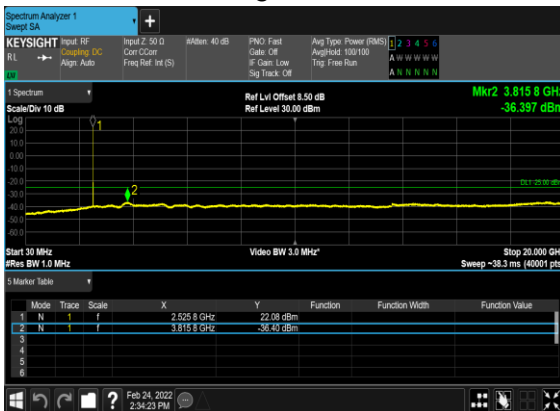 Spectrum Analyzer 1
Swept SA
KEYSIGHT Input: RF Input Z: 50 Ω #Atten: 40 dB PNO: Fast Avg Type: Power (RMS) 1 2 3 4 5 6
RL Coupling: DC Corr CCorr Gate: Off Avg|Hold: 100/100 A W W W W W
Align: Auto Freq Ref: Int (S) IF Gain: Low Trig: Free Run
Sig Track: Off A N N N N N
LV
1 Spectrum Ref Lvl Offset 8.50 dB Mkr2 3.815 8 GHz
Scale/Div 10 dB Ref Level 30.00 dBm -36.397 dBm
Log
20.0
10.0
0.00
-10.0
-20.0
-30.0
-40.0
-50.0
-60.0
1
2
Start 30 MHz Video BW 3.0 MHz* Stop 20.000 GH
#Res BW 1.0 MHz Sweep ~38.3 ms (40001 pts
5 Marker Table
Mode Trace Scale X Y Function Function Width Function Value
1 N 1 f 2.525 8 GHz 22.08 dBm
2 N 1 f 3.815 8 GHz -36.40 dBm
3
4
5
6
? Feb 24, 2022
2:34:23 PM